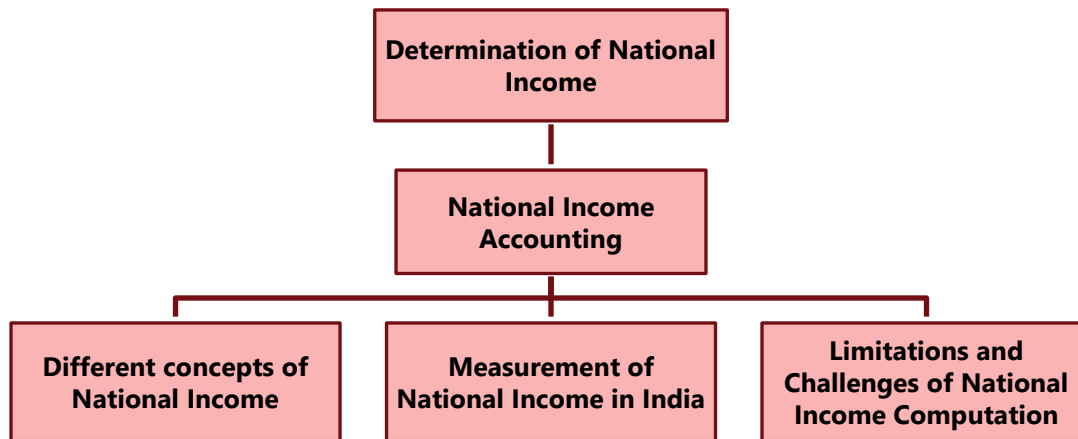 Determination of National
Income
National Income
Accounting
Different concepts of
National Income
Measurement of
National Income in India
Limitations and
Challenges of National
Income Computation